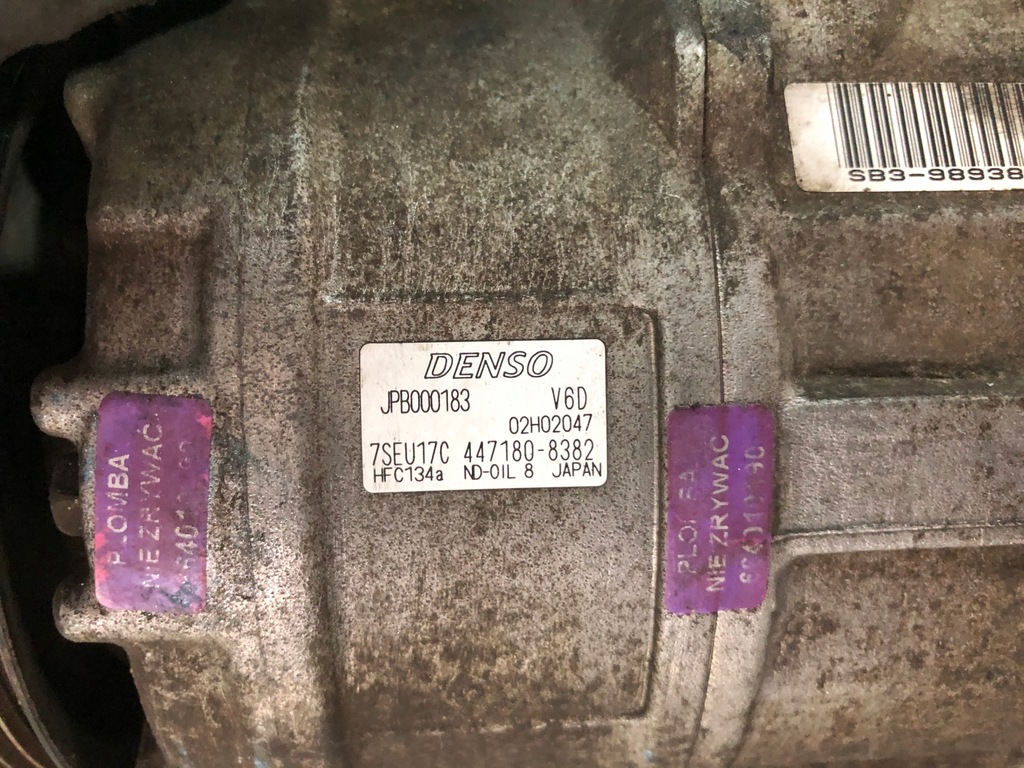 SB3-98938
DENSO
JPB000183 V6D
02H02047
7SEU17C 447180-8382
HFC134a ND-OIL 8 JAPAN
PLOMBA
NIE ZRYWAĆ
NIE ZRYWAĆ